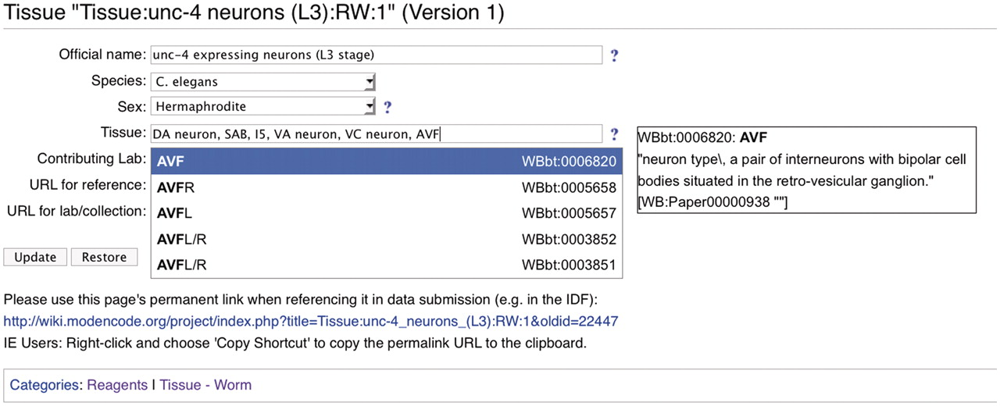 Tissue "Tissue:unc-4 neurons (L3):RW:1" (Version 1)
Official name: unc-4 expressing neurons (L3 stage) ?
Species: C. elegans
Sex: Hermaphrodite ?
Tissue: DA neuron, SAB, I5, VA neuron, VC neuron, AVF ?
Contributing Lab:
URL for reference:
URL for lab/collection:
AVF WBbt:0006820
AVFR WBbt:0005658
AVFL WBbt:0005657
AVFL/R WBbt:0003852
AVFL/R WBbt:0003851
WBbt:0006820: AVF
"neuron type\, a pair of interneurons with bipolar cell
bodies situated in the retro-vesicular ganglion."
[WB:Paper00000938 ""]
Update Restore
Please use this page's permanent link when referencing it in data submission (e.g. in the IDF):
http://wiki.modencode.org/project/index.php?title=Tissue:unc-4_neurons_(L3):RW:1&oldid=22447
IE Users: Right-click and choose 'Copy Shortcut' to copy the permalink URL to the clipboard.
Categories: Reagents | Tissue - Worm